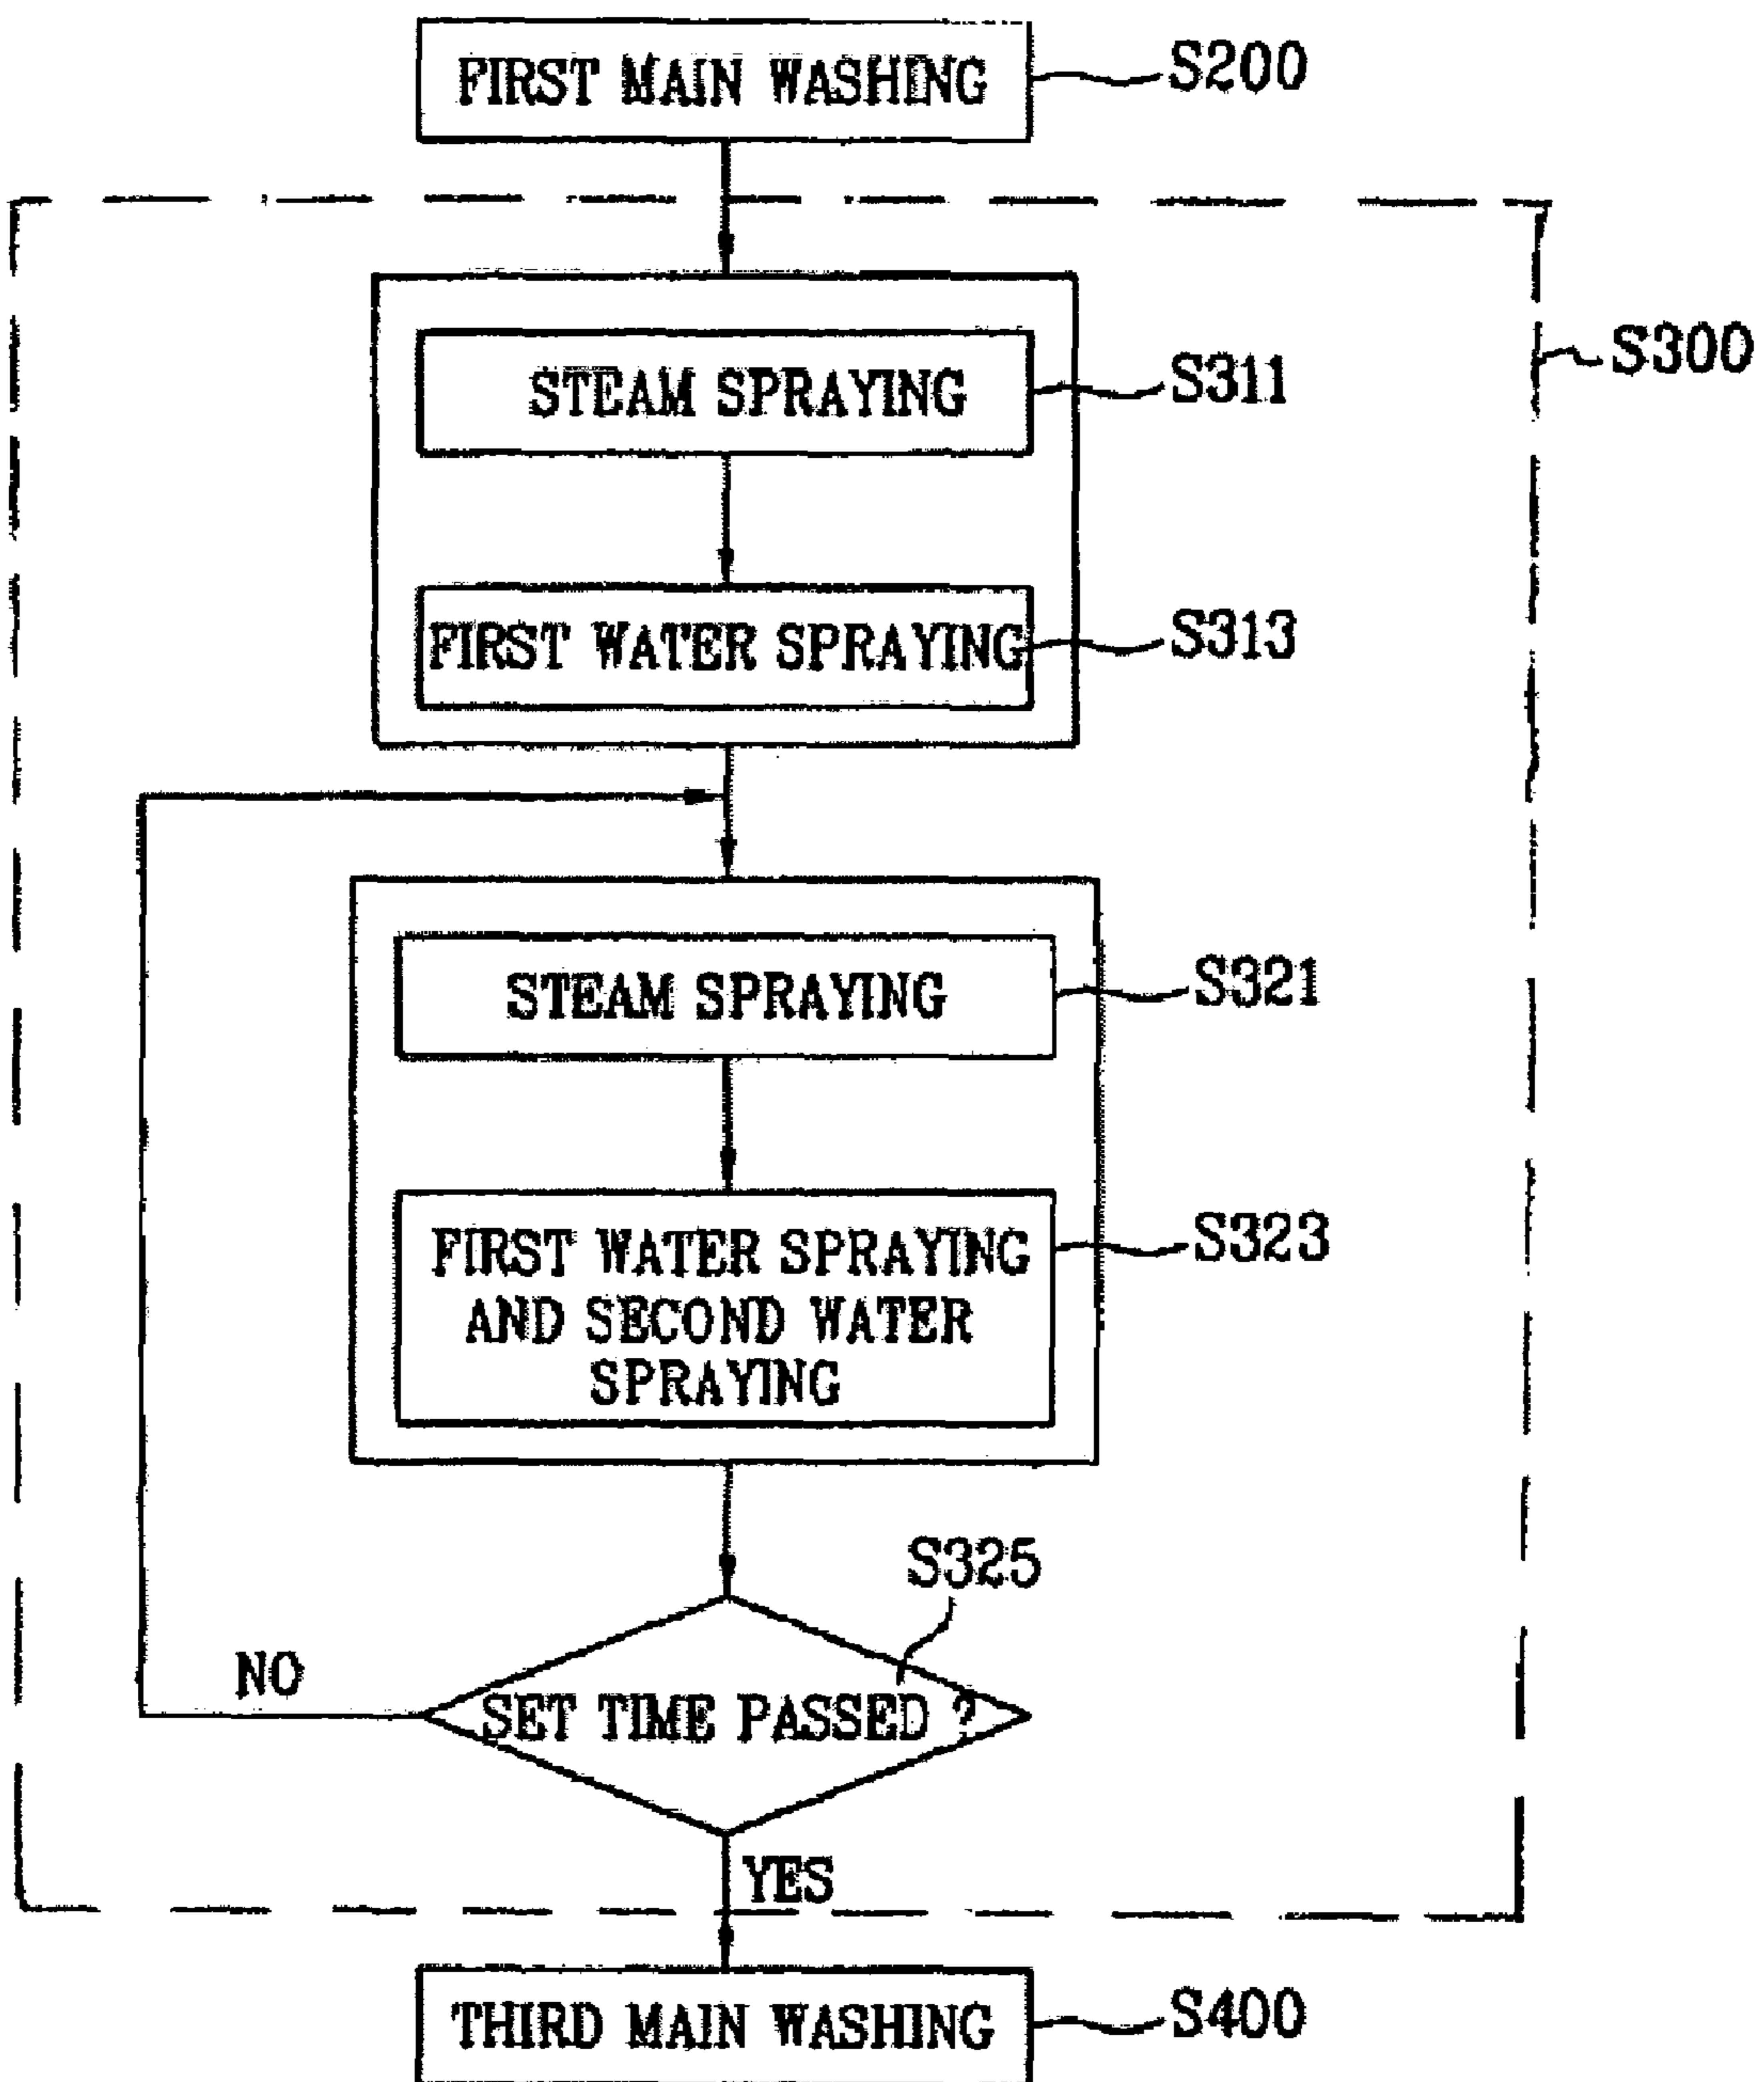 FIRST MAIN WASHING
S200
S300
STEAM SPRAYING
S311
FIRST WATER SPRAYING
S313
STEAM SPRAYING
S321
FIRST WATER SPRAYING
AND SECOND WATER
SPRAYING
S323
S325
SET TIME PASSED ?
NO
YES
THIRD MAIN WASHING
S400